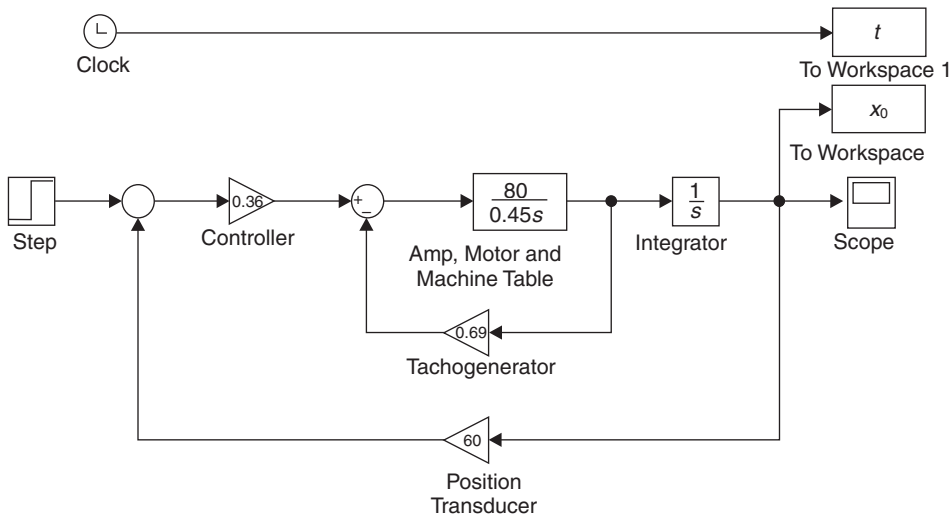 t
Clock
To Workspace 1
x₀
To Workspace
+
−
0.36
80
0.45s
1
s
Step
Controller
Amp, Motor and
Machine Table
Integrator
Scope
0.69
Tachogenerator
60
Position
Transducer